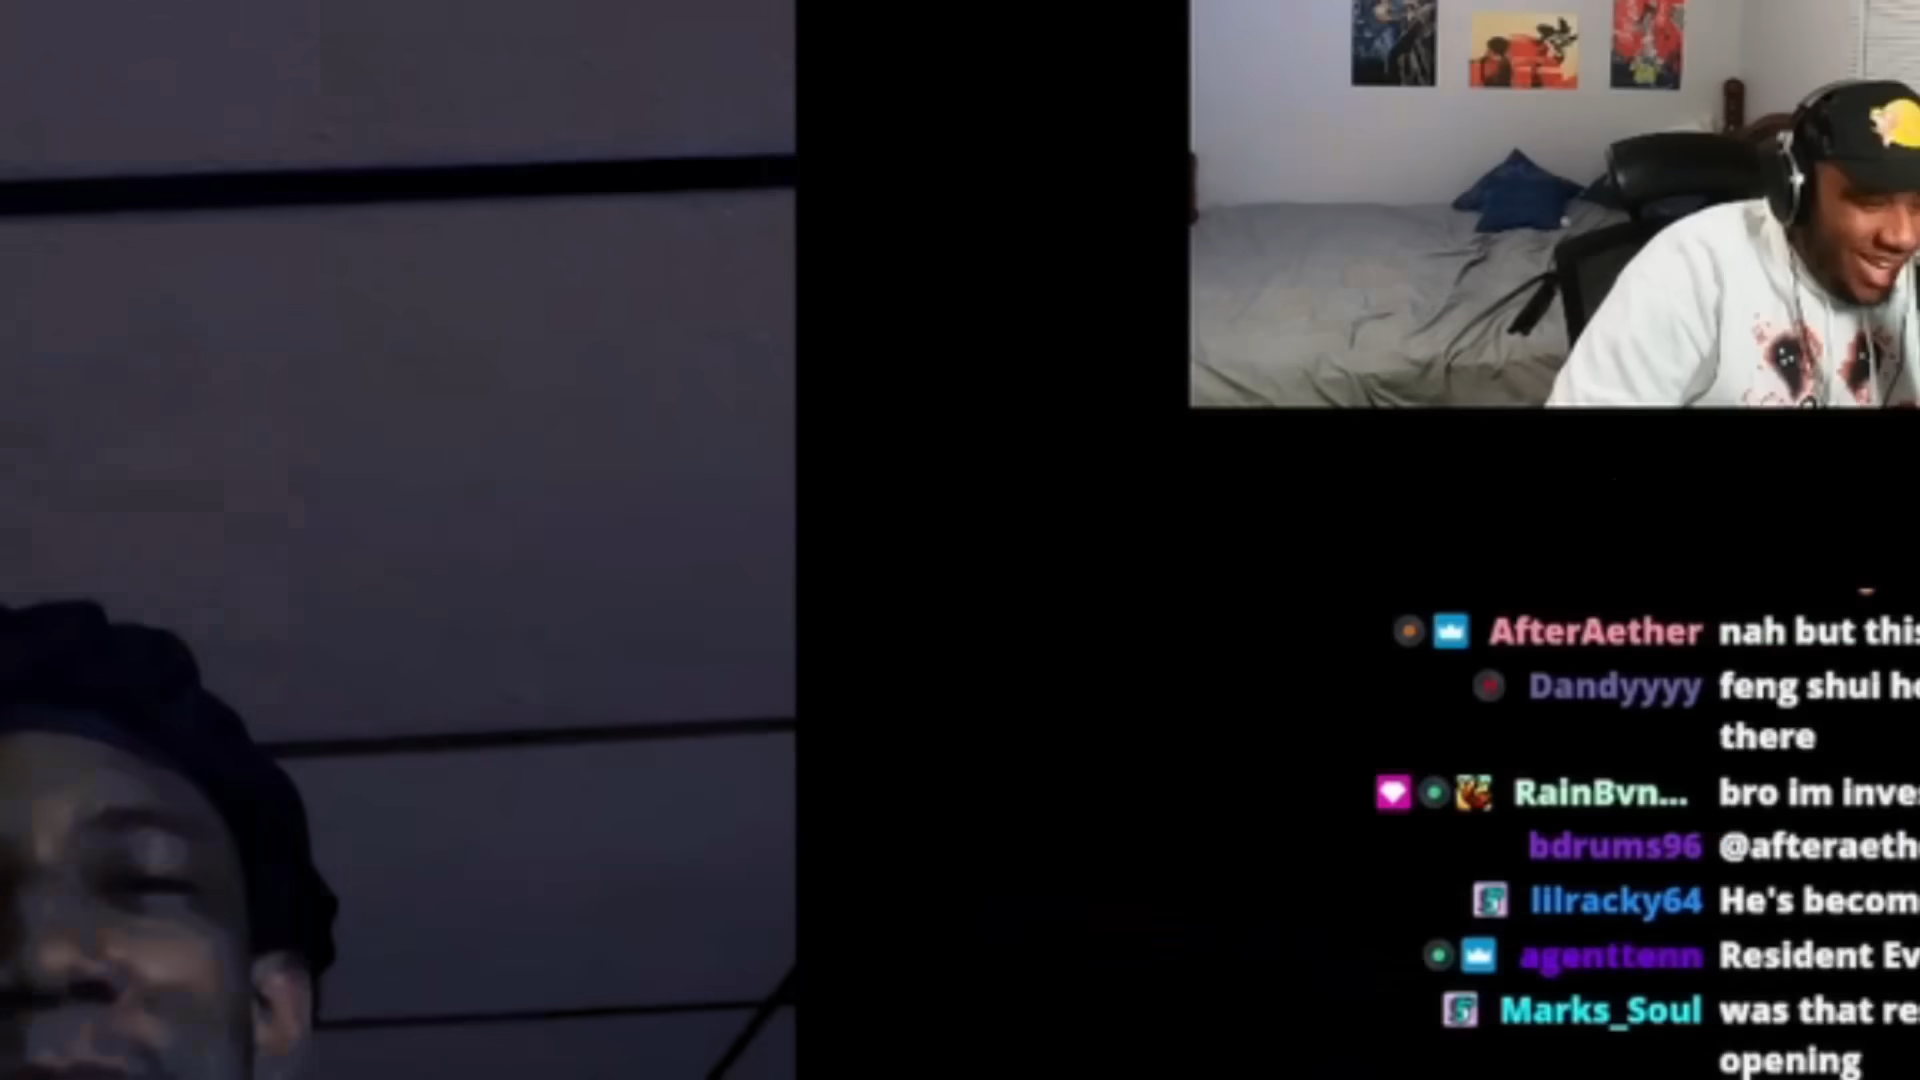 AfterAether nah but this
Dandyyyy feng shui he
there
RainBvn... bro im inve
bdrums96 @afteraeth
lilracky64 He's becom
agenttenn Resident Ev
Marks_Soul was that re
opening